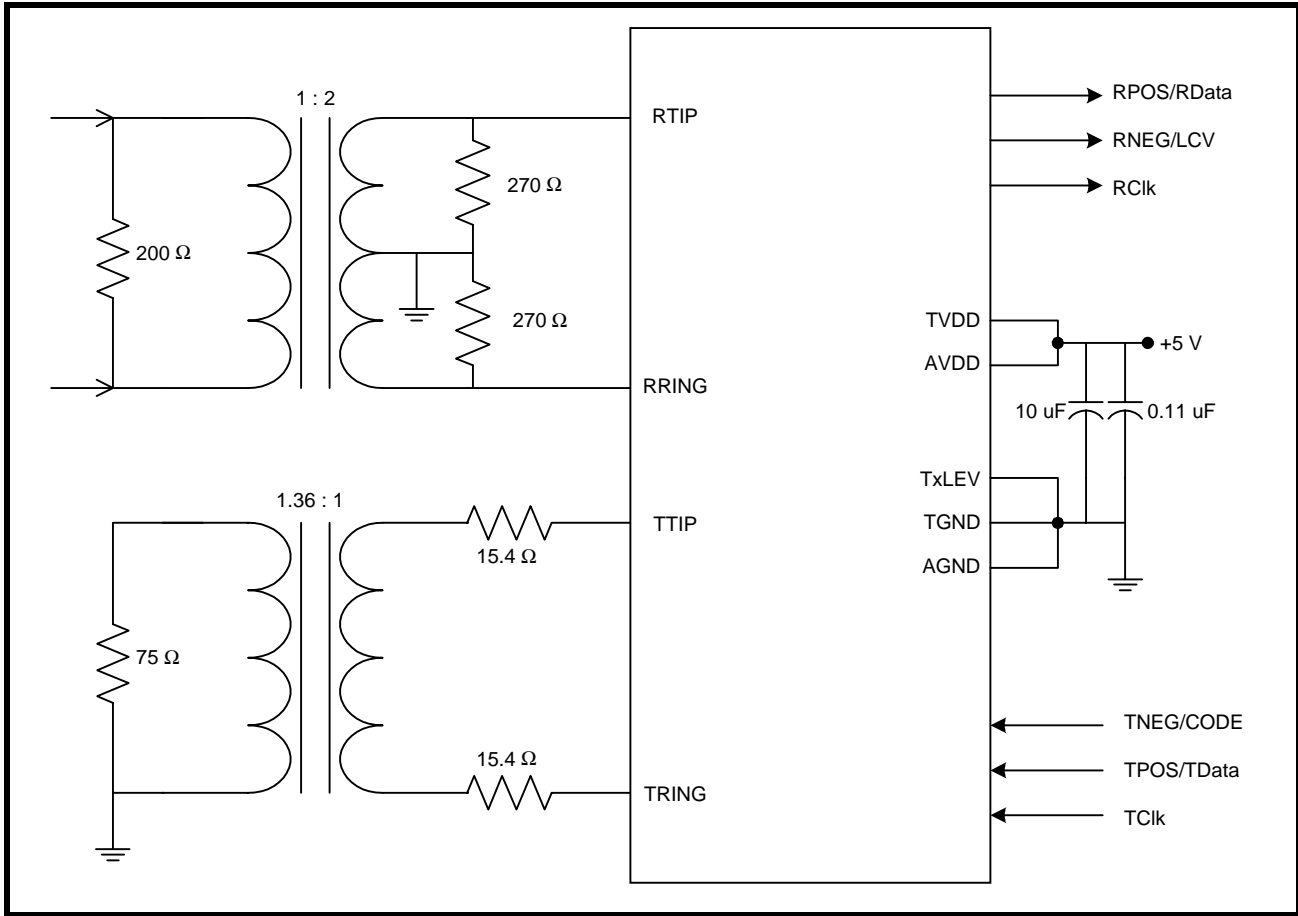 1 : 2
200 Ω
270 Ω
270 Ω
RTIP
RRING
1.36 : 1
75 Ω
15.4 Ω
15.4 Ω
TTIP
TRING
RPOS/RData
RNEG/LCV
RClk
TVDD
AVDD
+5 V
10 uF
0.11 uF
TxLEV
TGND
AGND
TNEG/CODE
TPOS/TData
TClk